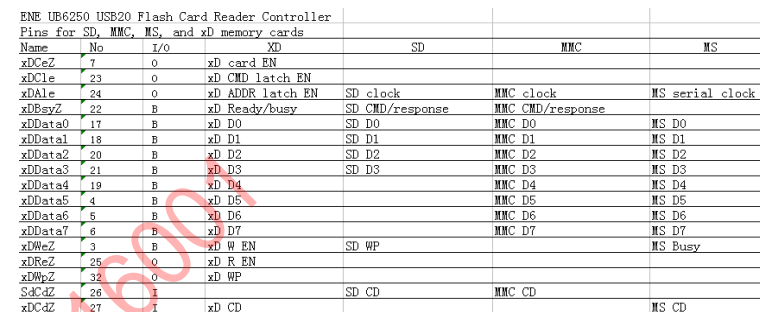 ENE UB6250 USB20 Flash Card Reader Controller
Pins for SD, MMC, MS, and xD memory cards
Name No I/O XD SD MMC MS
xDCeZ 7 O xD card EN
xDCle 23 O xD CMD latch EN
xDAle 24 O xD ADDR latch EN SD clock MMC clock MS serial clock
xDBsyZ 22 B xD Ready/busy SD CMD/response MMC CMD/response
xDData0 17 B xD D0 SD D0 MMC D0 MS D0
xDData1 18 B xD D1 SD D1 MMC D1 MS D1
xDData2 20 B xD D2 SD D2 MMC D2 MS D2
xDData3 21 B xD D3 SD D3 MMC D3 MS D3
xDData4 19 B xD D4 MMC D4 MS D4
xDData5 4 B xD D5 MMC D5 MS D5
xDData6 5 B xD D6 MMC D6 MS D6
xDData7 6 B xD D7 MMC D7 MS D7
xDWeZ 3 B xD W EN SD WP MS Busy
xDReZ 25 O xD R EN
xDWpZ 32 O xD WP
SdCdZ 26 I SD CD MMC CD
xDCdZ 27 I xD CD MS CD
16001